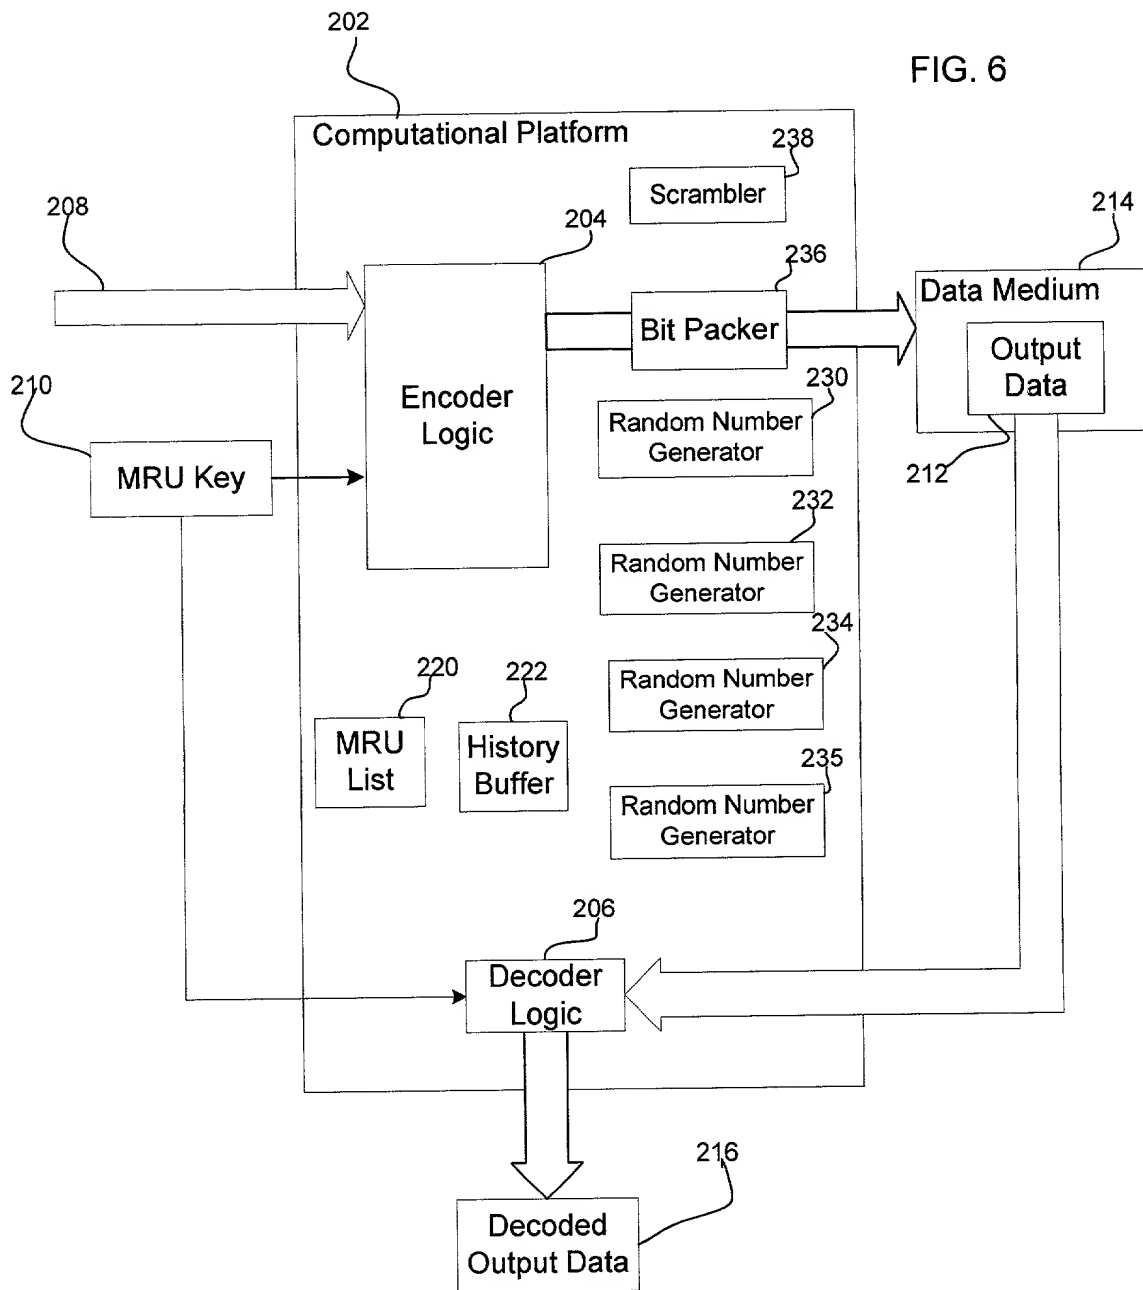 202
FIG. 6
Computational Platform
238
Scrambler
208
204
214
236
Data Medium
Bit Packer
Output
Data
210
230
Encoder
Logic
Random Number
Generator
212
MRU Key
232
Random Number
Generator
234
220
222
Random Number
Generator
MRU
List
History
Buffer
235
Random Number
Generator
206
Decoder
Logic
216
Decoded
Output Data